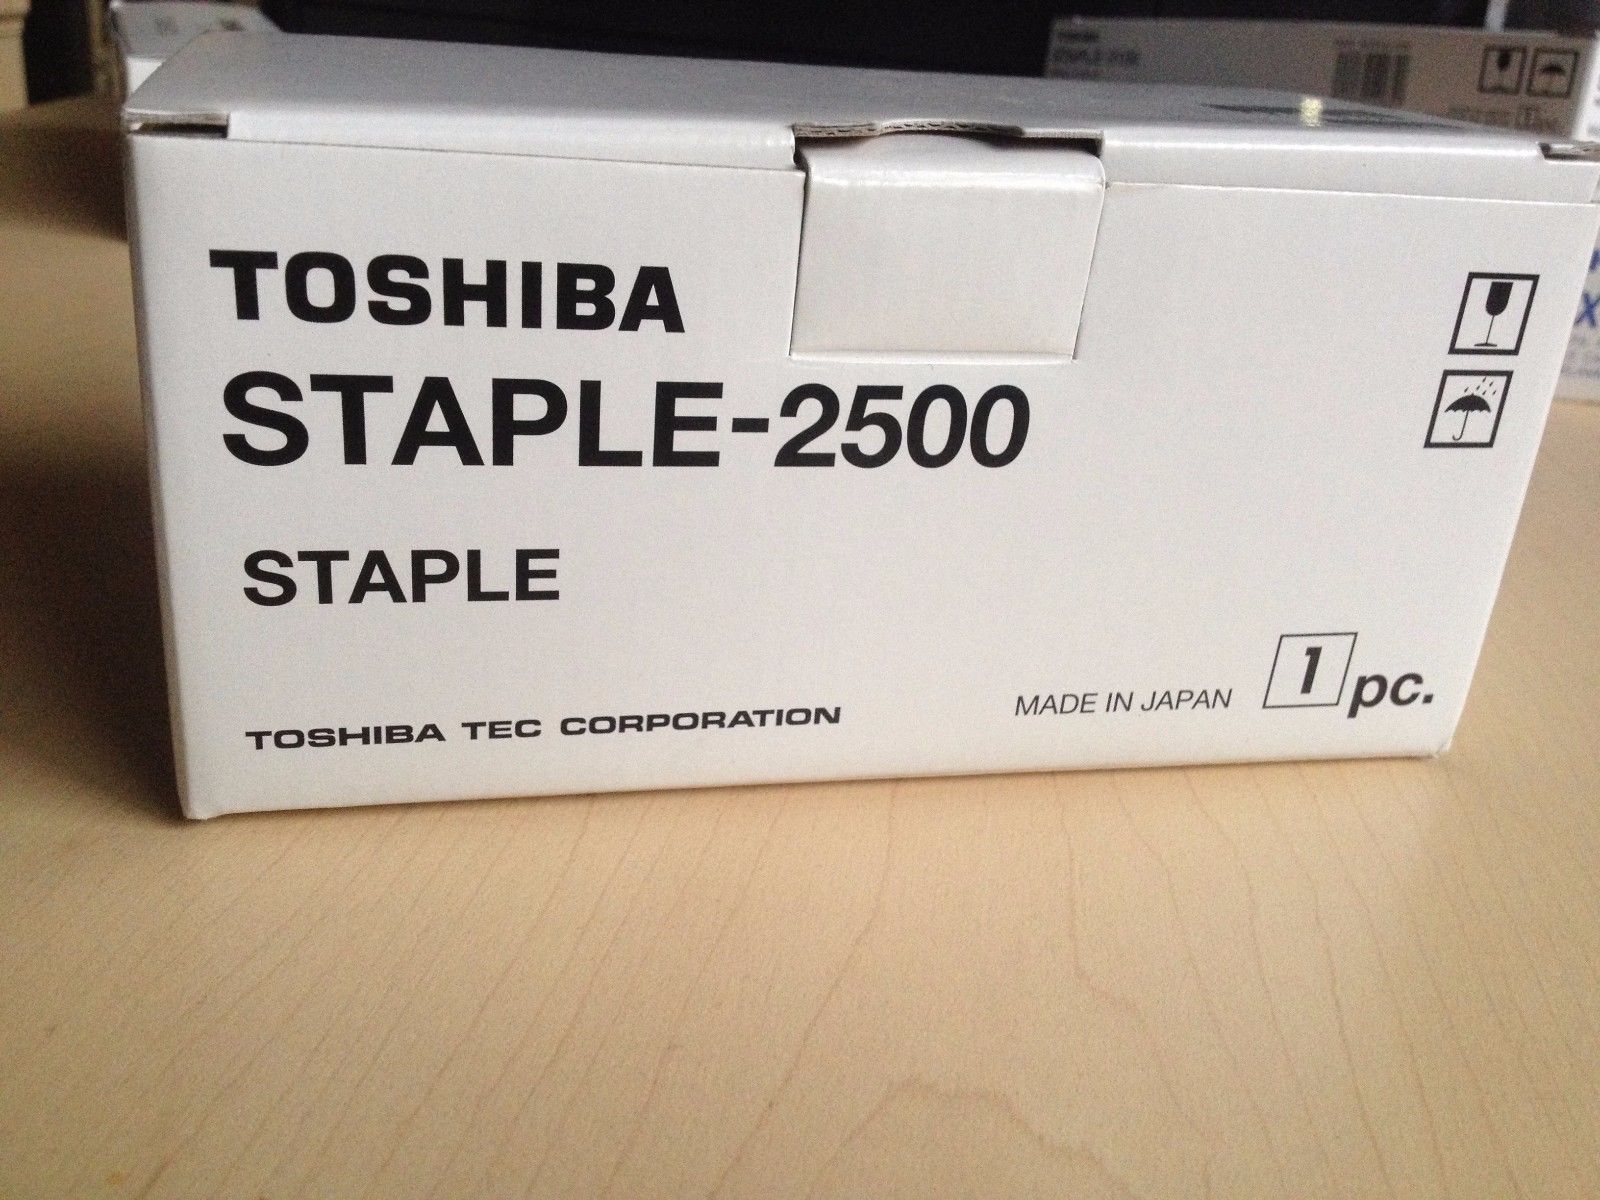 TOSHIBA
STAPLE-2500
STAPLE
TOSHIBA TEC CORPORATION
MADE IN JAPAN
1 pc.